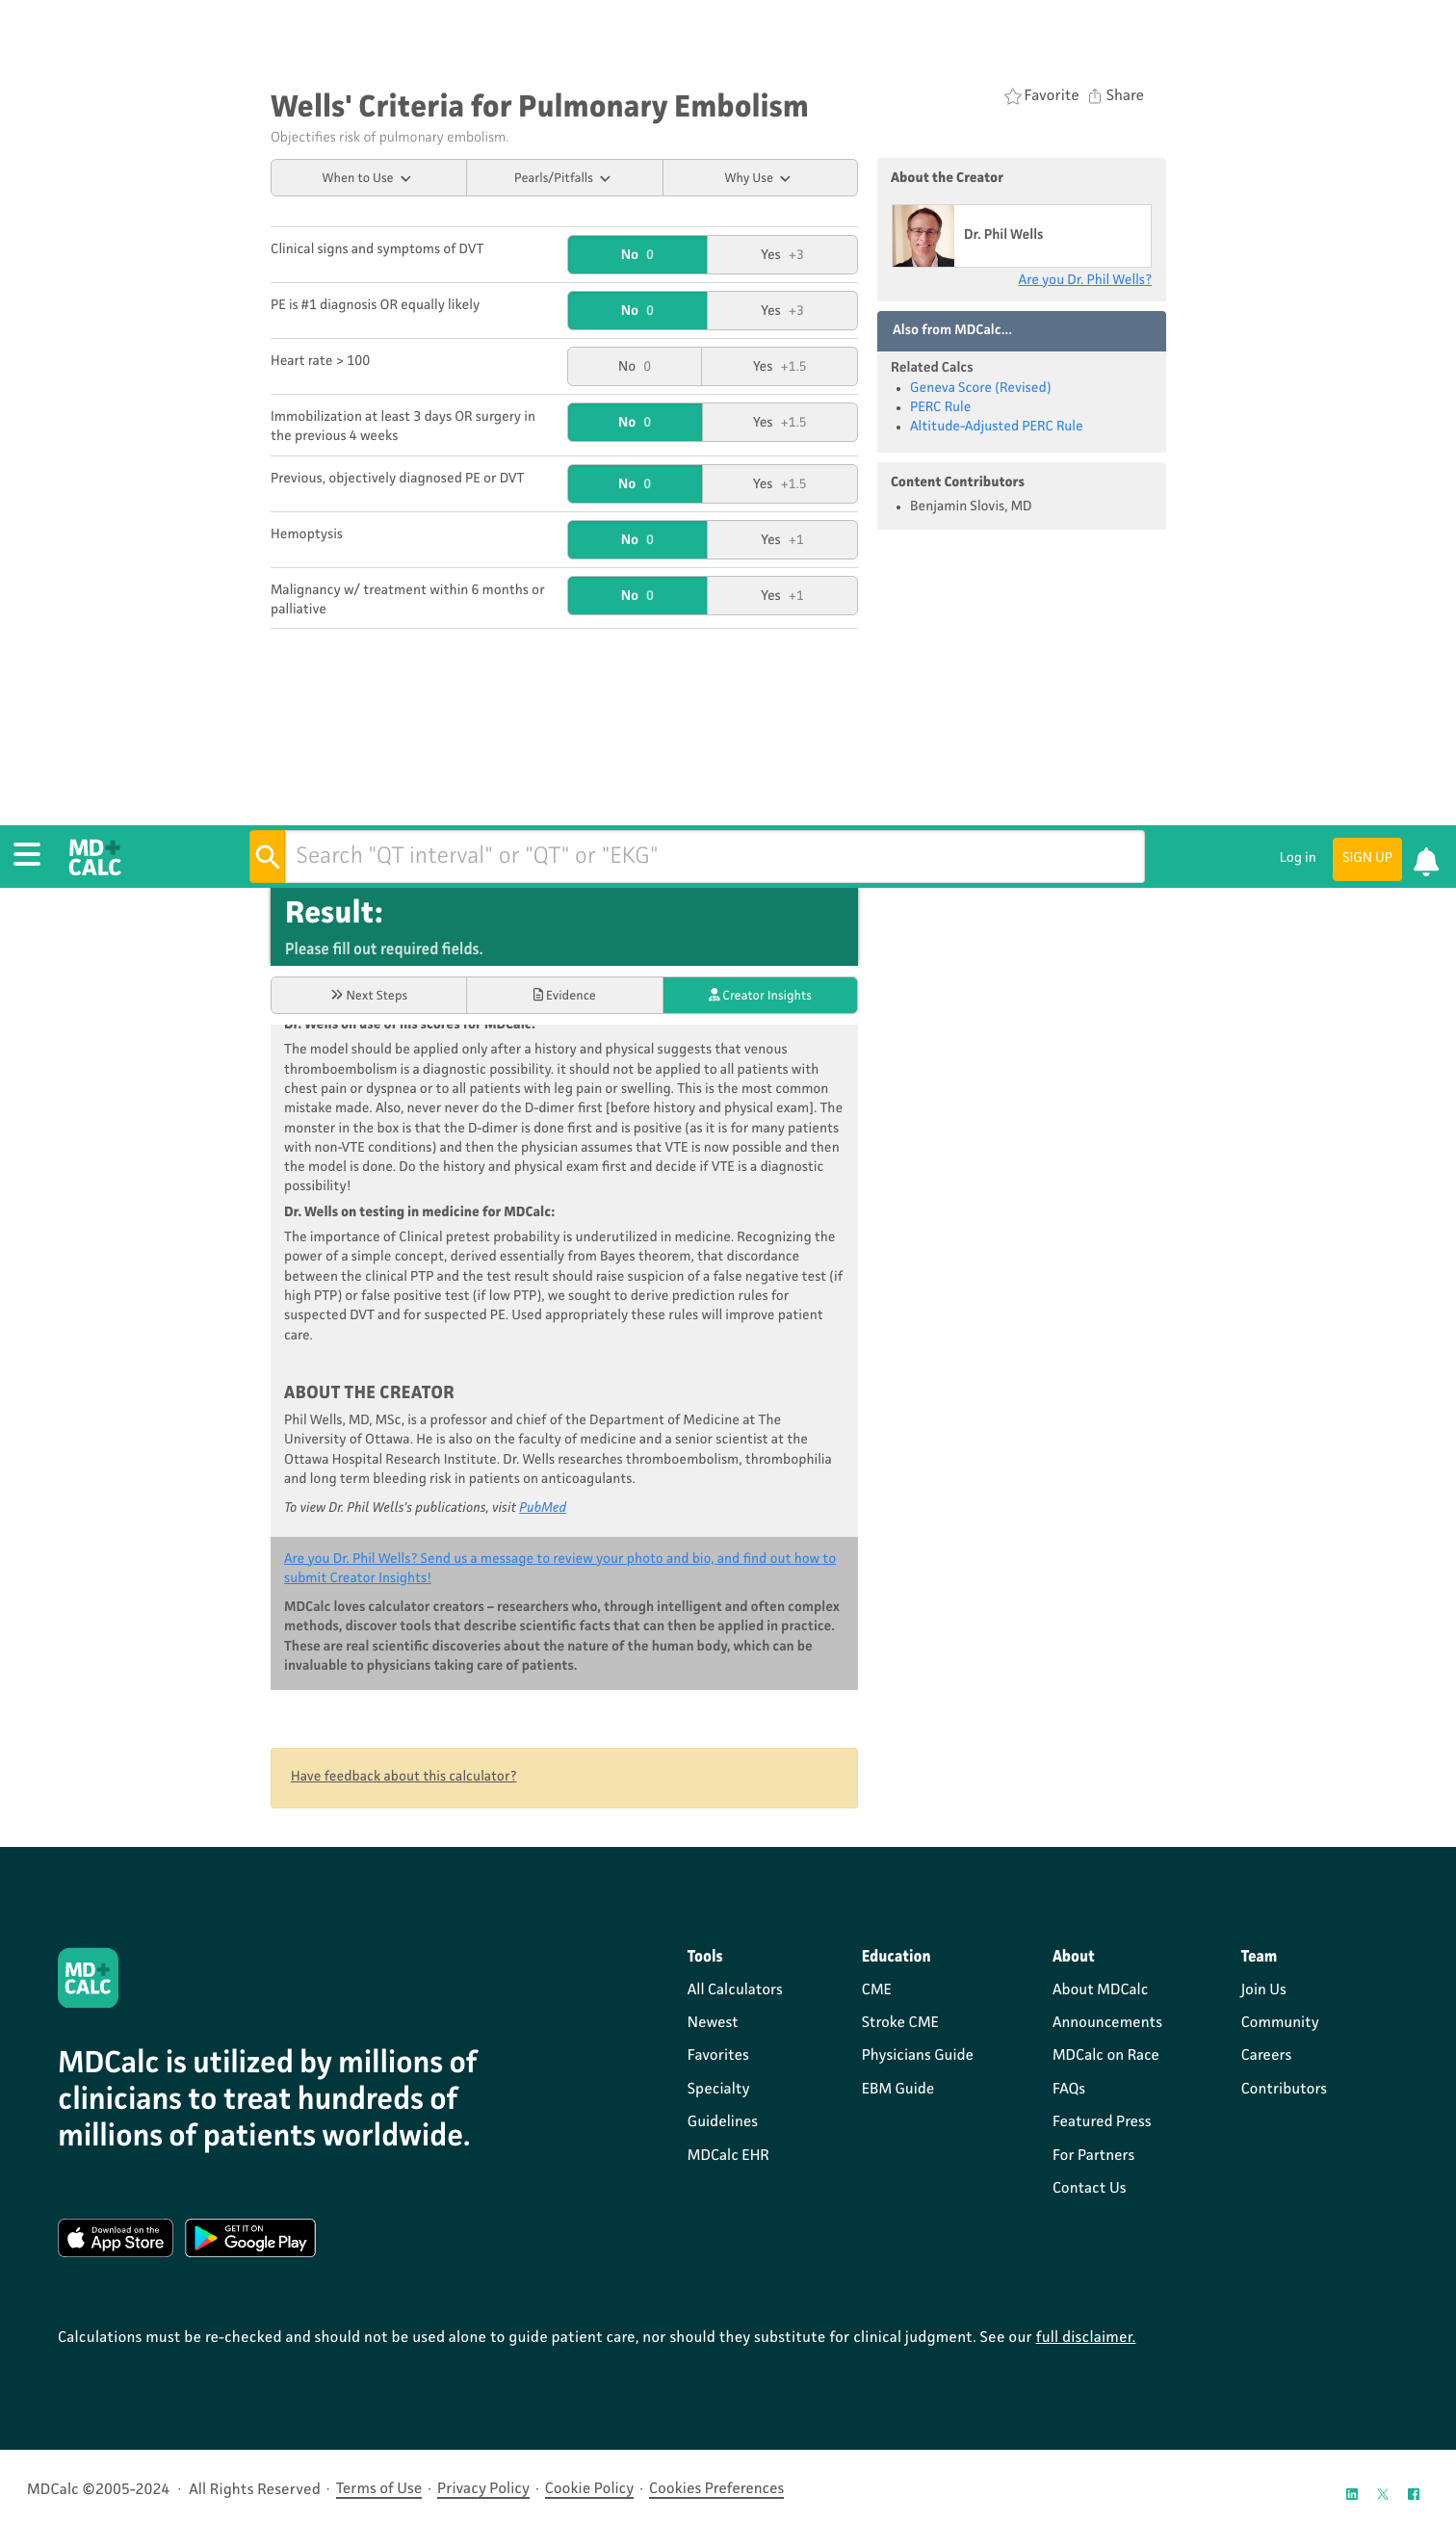 Wells' Criteria for Pulmonary Embolism
Objectifies risk of pulmonary embolism.
Favorite Share
When to Use Pearls/Pitfalls Why Use
Clinical signs and symptoms of DVT
No 0 Yes +3
PE is #1 diagnosis OR equally likely
No 0 Yes +3
Heart rate > 100
No 0 Yes +1.5
Immobilization at least 3 days OR surgery in
the previous 4 weeks
No 0 Yes +1.5
Previous, objectively diagnosed PE or DVT
No 0 Yes +1.5
Hemoptysis
No 0 Yes +1
Malignancy w/ treatment within 6 months or
palliative
No 0 Yes +1
About the Creator
Dr. Phil Wells
Are you Dr. Phil Wells?
Also from MDCalc...
Related Calcs
Geneva Score (Revised)
PERC Rule
Altitude-Adjusted PERC Rule
Content Contributors
Benjamin Slovis, MD
MD
CALC
Search "QT interval" or "QT" or "EKG"
Log in SIGN UP
Result:
Please fill out required fields.
Next Steps Evidence Creator Insights
Dr. Wells on use of his scores for MDCalc:
The model should be applied only after a history and physical suggests that venous
thromboembolism is a diagnostic possibility. it should not be applied to all patients with
chest pain or dyspnea or to all patients with leg pain or swelling. This is the most common
mistake made. Also, never never do the D-dimer first [before history and physical exam]. The
monster in the box is that the D-dimer is done first and is positive (as it is for many patients
with non-VTE conditions) and then the physician assumes that VTE is now possible and then
the model is done. Do the history and physical exam first and decide if VTE is a diagnostic
possibility!
Dr. Wells on testing in medicine for MDCalc:
The importance of Clinical pretest probability is underutilized in medicine. Recognizing the
power of a simple concept, derived essentially from Bayes theorem, that discordance
between the clinical PTP and the test result should raise suspicion of a false negative test (if
high PTP) or false positive test (if low PTP), we sought to derive prediction rules for
suspected DVT and for suspected PE. Used appropriately these rules will improve patient
care.
ABOUT THE CREATOR
Phil Wells, MD, MSc, is a professor and chief of the Department of Medicine at The
University of Ottawa. He is also on the faculty of medicine and a senior scientist at the
Ottawa Hospital Research Institute. Dr. Wells researches thromboembolism, thrombophilia
and long term bleeding risk in patients on anticoagulants.
To view Dr. Phil Wells's publications, visit PubMed
Are you Dr. Phil Wells? Send us a message to review your photo and bio, and find out how to
submit Creator Insights!
MDCalc loves calculator creators – researchers who, through intelligent and often complex
methods, discover tools that describe scientific facts that can then be applied in practice.
These are real scientific discoveries about the nature of the human body, which can be
invaluable to physicians taking care of patients.
Have feedback about this calculator?
MD
CALC
MDCalc is utilized by millions of
clinicians to treat hundreds of
millions of patients worldwide.
Download on the
App Store
GET IT ON
Google Play
Tools
All Calculators
Newest
Favorites
Specialty
Guidelines
MDCalc EHR
Education
CME
Stroke CME
Physicians Guide
EBM Guide
About
About MDCalc
Announcements
MDCalc on Race
FAQs
Featured Press
For Partners
Contact Us
Team
Join Us
Community
Careers
Contributors
Calculations must be re-checked and should not be used alone to guide patient care, nor should they substitute for clinical judgment. See our full disclaimer.
MDCalc ©2005-2024 · All Rights Reserved · Terms of Use · Privacy Policy · Cookie Policy · Cookies Preferences